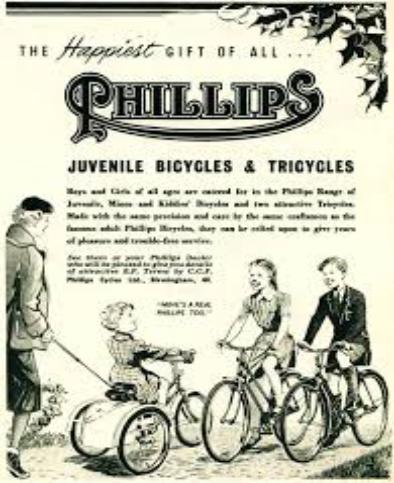 THE Happiest GIFT OF ALL...
PHILLIPS
JUVENILE BICYCLES & TRICYCLES
Boys and Girls of all ages are catered for in the Phillips Range of
Juvenile, Minor and Kiddies' Bicycles and two attractive Tricycles.
Made with the same precision and care by the same craftsmen as the
famous adult Phillips Bicycles, they can be relied upon to give years
of pleasure and trouble-free service.
See them at your Phillips Dealer
who will be pleased to give you details
of attractive E.P. Terms by C.C.F.
Phillips Cycles Ltd., Birmingham, 40.
"MINE'S A REAL
PHILLIPS TOO."